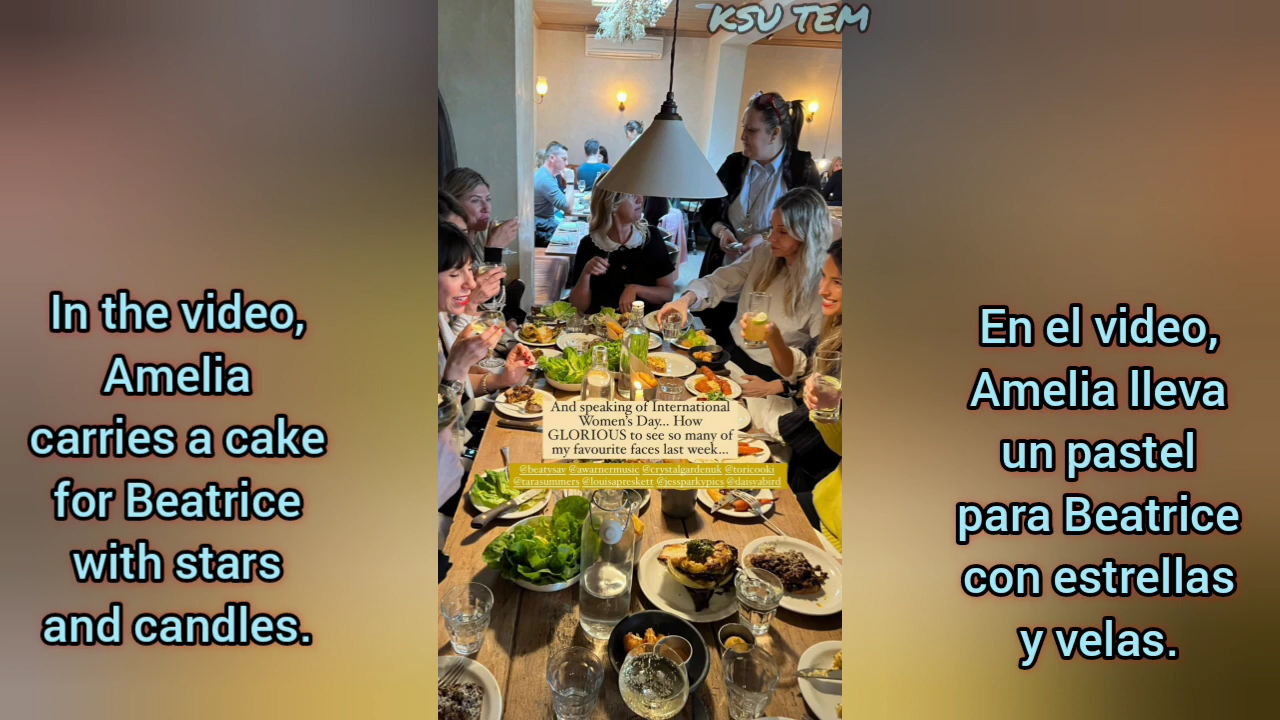 KSU TEM
In the video,
Amelia
carries a cake
for Beatrice
with stars
and candles.
And speaking of International
Women's Day... How
GLORIOUS to see so many of
my favourite faces last week...
@beatysav @awarnermusic @crystalgardenuk @toricooki
@tarasummers @louisapreskett @jessparkypics @daisyabird
En el video,
Amelia lleva
un pastel
para Beatrice
con estrellas
y velas.